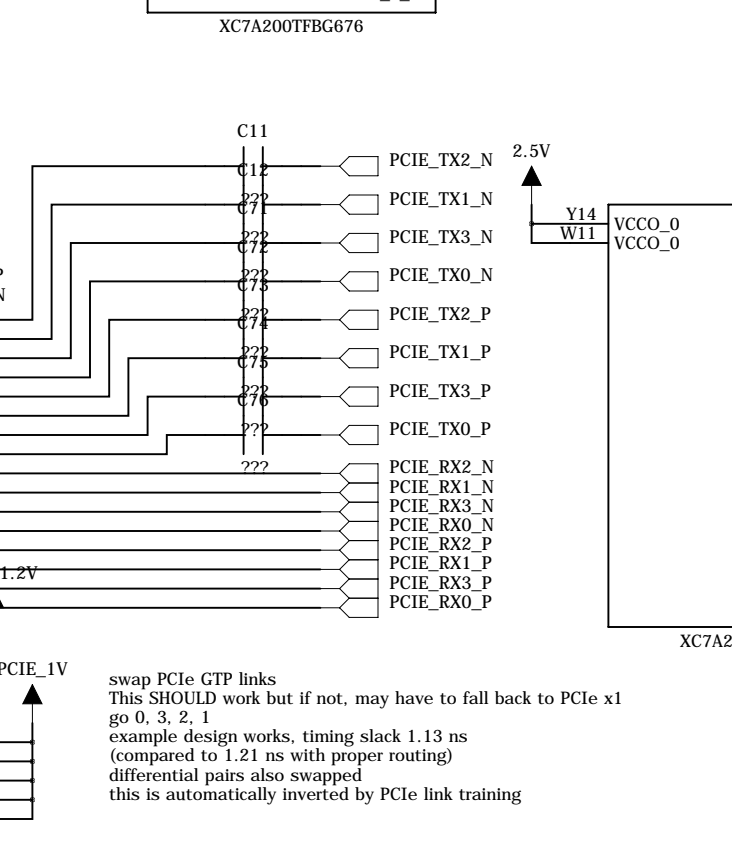 XC7A200TFBG676
C11
PCIE_TX2_N
2.5V
C12
PCIE_TX1_N
???
C71
Y14
VCCO_0
W11
VCCO_0
PCIE_TX3_N
???
C72
PCIE_TX0_N
???
C73
N
PCIE_TX2_P
???
C74
PCIE_TX1_P
???
C75
PCIE_TX3_P
???
C76
PCIE_TX0_P
???
PCIE_RX2_N
???
PCIE_RX1_N
PCIE_RX3_N
PCIE_RX0_N
PCIE_RX2_P
PCIE_RX1_P
1.2V
PCIE_RX3_P
PCIE_RX0_P
XC7A2
PCIE_1V
swap PCIe GTP links
This SHOULD work but if not, may have to fall back to PCIe x1
go 0, 3, 2, 1
example design works, timing slack 1.13 ns
(compared to 1.21 ns with proper routing)
differential pairs also swapped
this is automatically inverted by PCIe link training